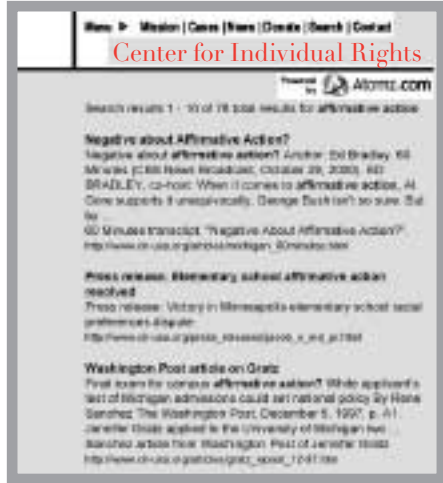 Menu ▶ Mission | Cases | News | Donate | Search | Contact
Center for Individual Rights
Powered by Atomz.com
Search results 1 - 10 of 78 total results for affirmative action
Negative about Affirmative Action?
Negative about affirmative action? Anchor: Ed Bradley. 60
Minutes (CBS News Broadcast, October 29, 2000). ED
BRADLEY, co-host: When it comes to affirmative action, Al
Gore supports it unequivocally. George Bush isn't so sure. But
60 Minutes transcript, "Negative About Affirmative Action?".
Press release: Elementary school affirmative action
resolved
Press release: Victory in Minneapolis elementary school racial
preferences dispute
Washington Post article on Gratz
Final exam for campus affirmative action? While applicant's
test of Michigan admissions could set national policy By Rene
Sanchez The Washington Post, December 5, 1997, p. A1
Jennifer Gratz applied to the University of Michigan two ...
Sanchez article from Washington Post of Jennifer Gratz